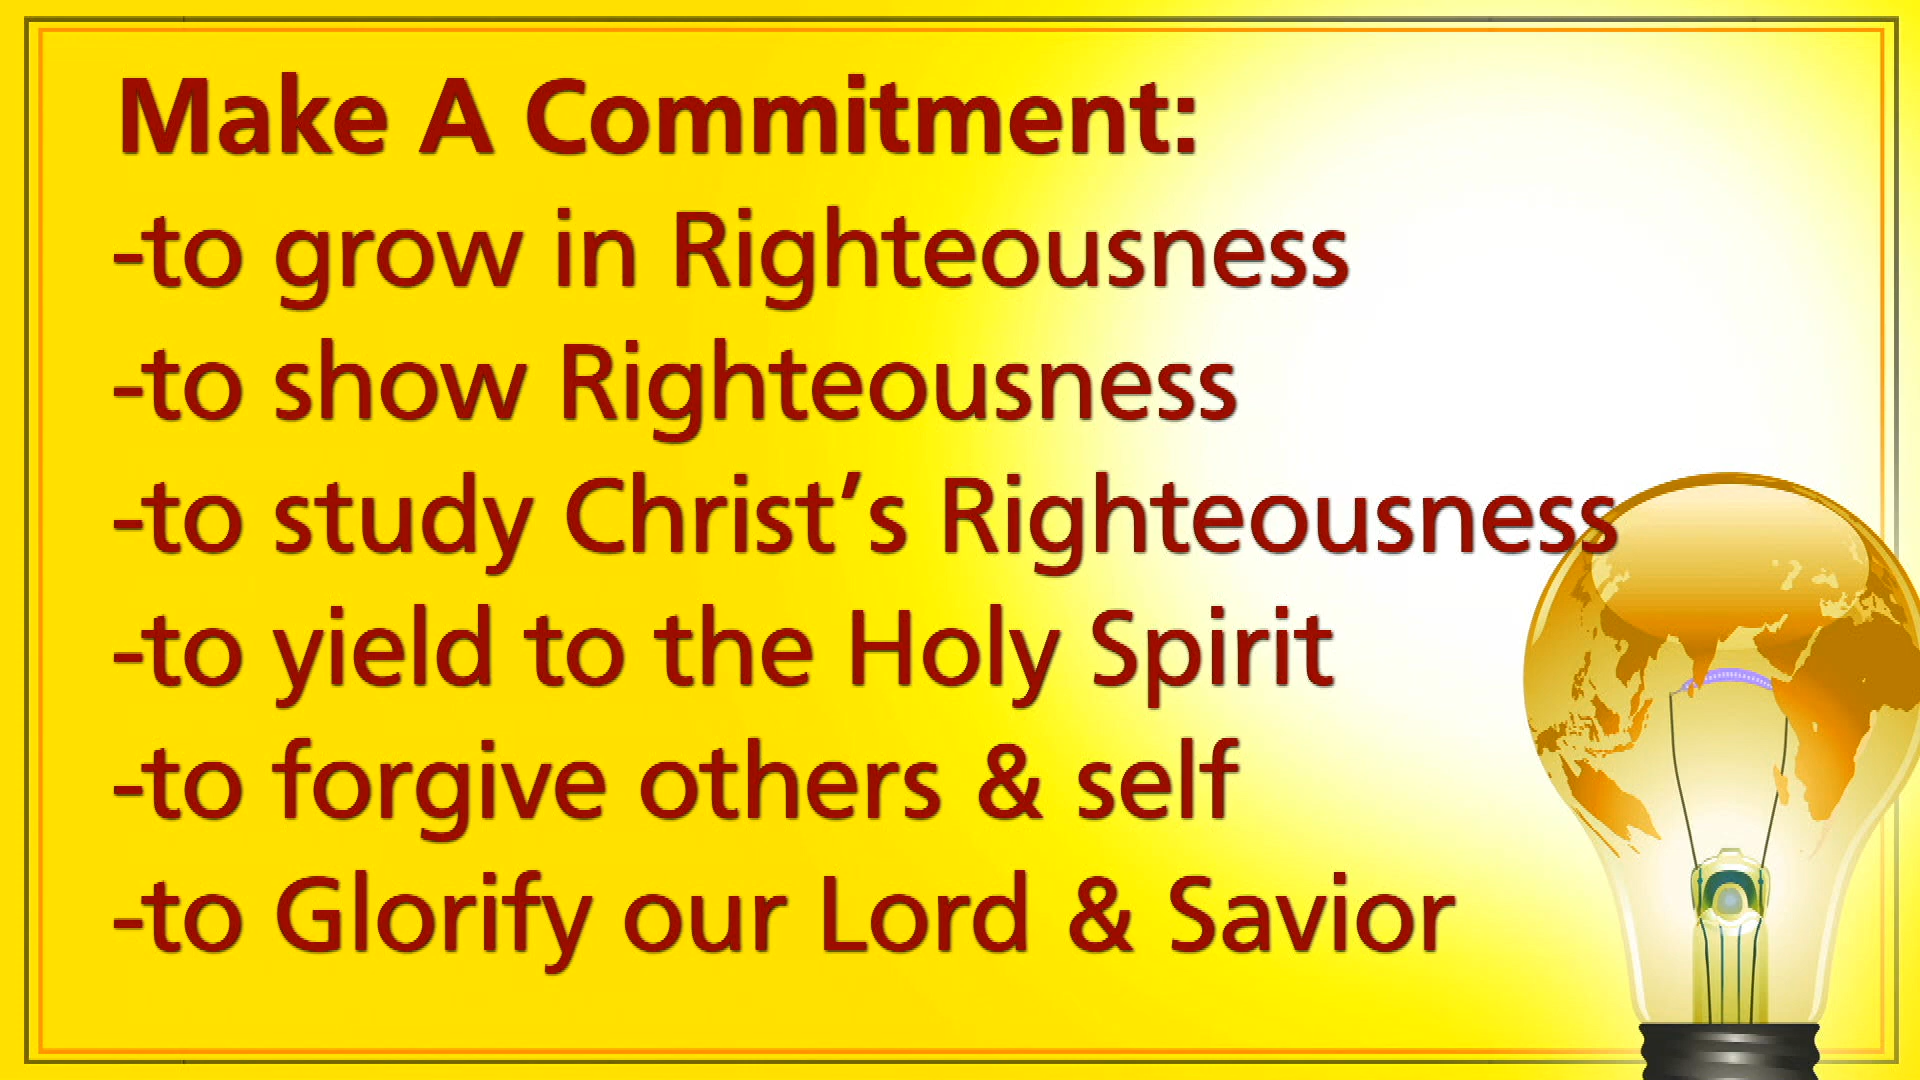 Make A Commitment:
-to grow in Righteousness
-to show Righteousness
-to study Christ’s Righteousness
-to yield to the Holy Spirit
-to forgive others & self
-to Glorify our Lord & Savior